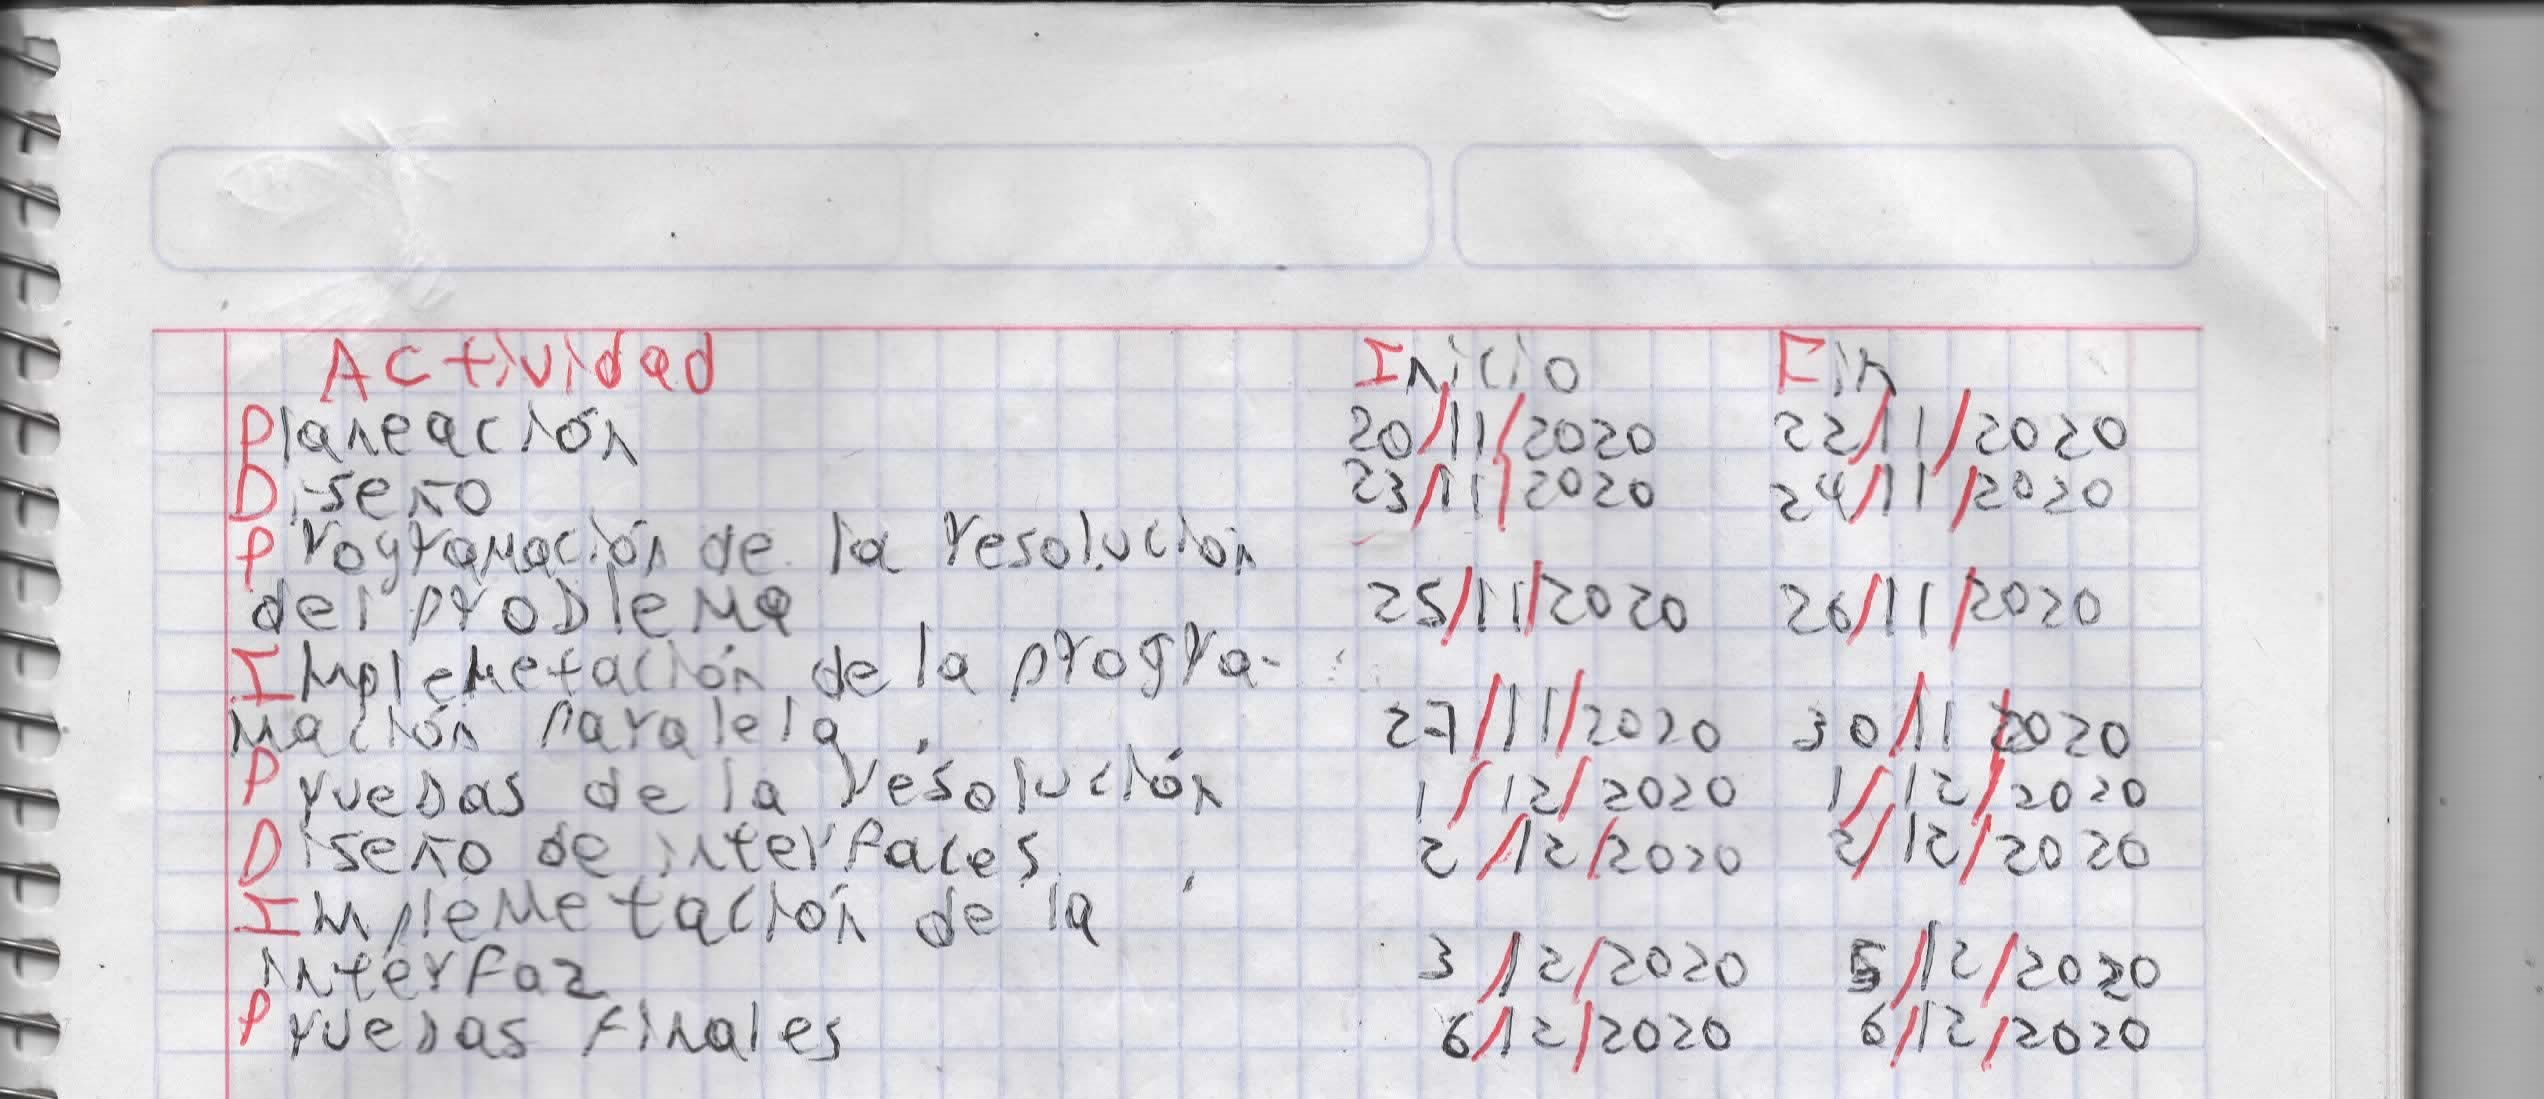 Actividad Inicio Fin
Planeación 20/11/2020 22/11/2020
Diseño 23/11/2020 24/11/2020
Programación de la resolución
del problema 25/11/2020 26/11/2020
Implemetación de la progra-
mación paralela 27/11/2020 30/11/2020
Pruebas de la resolución 1/12/2020 1/12/2020
Diseño de interfaces 2/12/2020 2/12/2020
Implemetación de la
interfaz 3/12/2020 5/12/2020
Pruebas finales 6/12/2020 6/12/2020